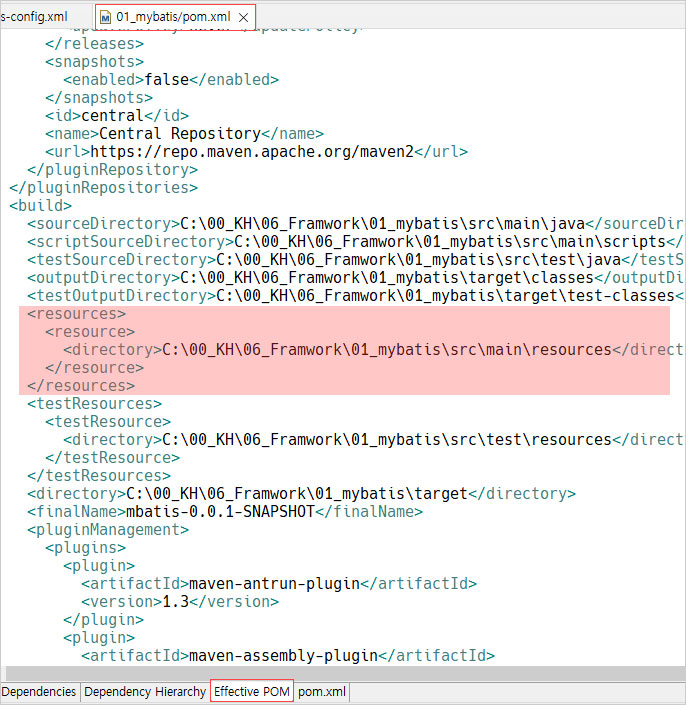 s-config.xml
01_mybatis/pom.xml
</releases>
<snapshots>
<enabled>false</enabled>
</snapshots>
<id>central</id>
<name>Central Repository</name>
<url>https://repo.maven.apache.org/maven2</url>
</pluginRepository>
</pluginRepositories>
<build>
<sourceDirectory>C:\00_KH\06_Framwork\01_mybatis\src\main\java</sourceDir
<scriptSourceDirectory>C:\00_KH\06_Framwork\01_mybatis\src\main\scripts</
<testSourceDirectory>C:\00_KH\06_Framwork\01_mybatis\src\test\java</testS
<outputDirectory>C:\00_KH\06_Framwork\01_mybatis\target\classes</outputDi
<testOutputDirectory>C:\00_KH\06_Framwork\01_mybatis\target\test-classes<
<resources>
<resource>
<directory>C:\00_KH\06_Framwork\01_mybatis\src\main\resources</direct
</resource>
</resources>
<testResources>
<testResource>
<directory>C:\00_KH\06_Framwork\01_mybatis\src\test\resources</direct
</testResource>
</testResources>
<directory>C:\00_KH\06_Framwork\01_mybatis\target</directory>
<finalName>mbatis-0.0.1-SNAPSHOT</finalName>
<pluginManagement>
<plugins>
<plugin>
<artifactId>maven-antrun-plugin</artifactId>
<version>1.3</version>
</plugin>
<plugin>
<artifactId>maven-assembly-plugin</artifactId>
Dependencies Dependency Hierarchy Effective POM pom.xml